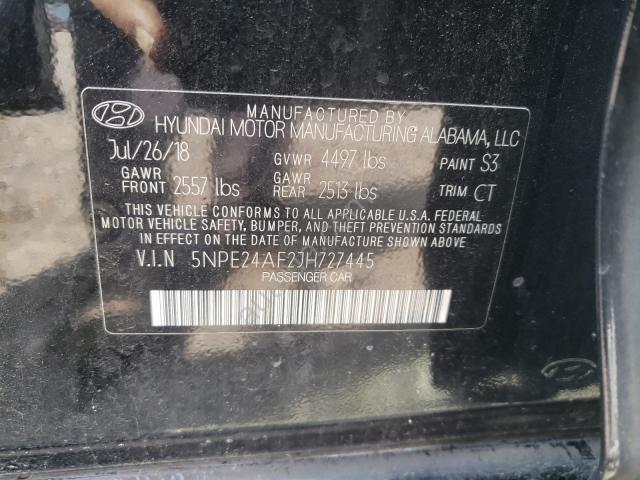 MANUFACTURED BY
HYUNDAI MOTOR MANUFACTURING ALABAMA, LLC
Jul/26/18 GVWR 4497 lbs PAINT S3
GAWR FRONT 2557 lbs GAWR REAR 2513 lbs TRIM CT
THIS VEHICLE CONFORMS TO ALL APPLICABLE U.S.A. FEDERAL
MOTOR VEHICLE SAFETY, BUMPER, AND THEFT PREVENTION STANDARDS
IN EFFECT ON THE DATE OF MANUFACTURE SHOWN ABOVE.
V.I.N 5NPE24AF2JH727445
PASSENGER CAR